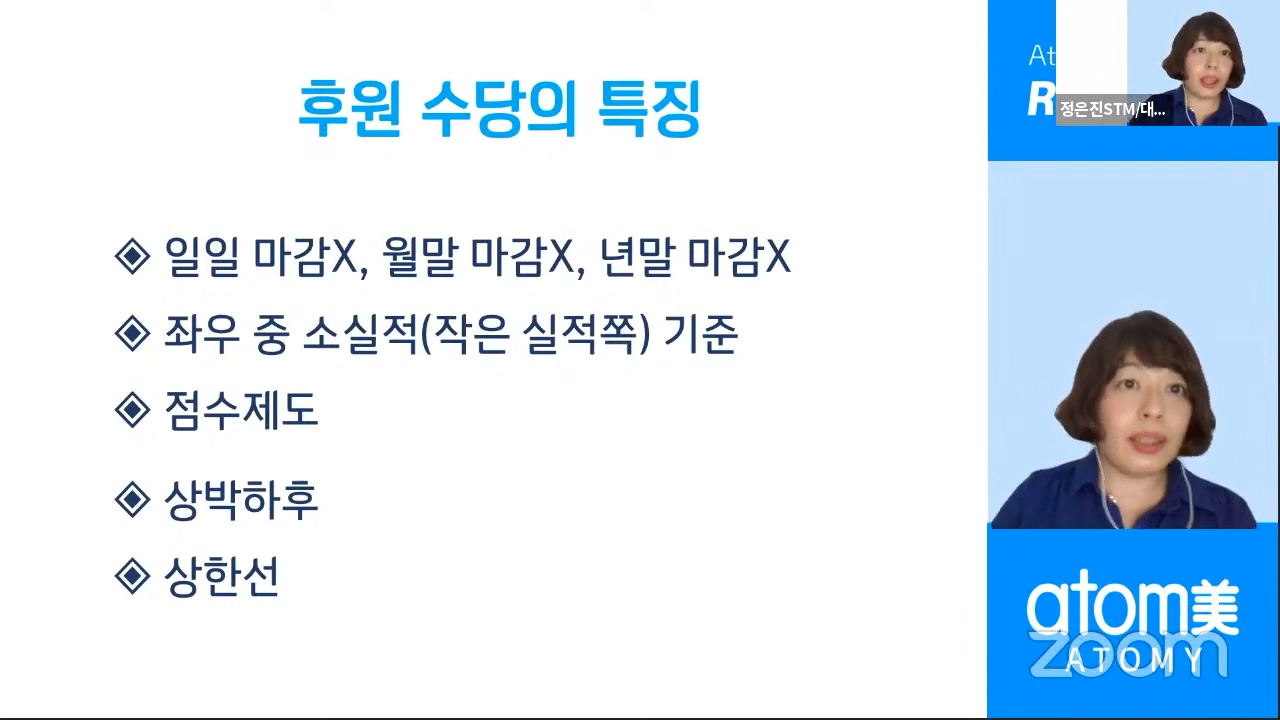 후원 수당의 특징
일일 마감X, 월말 마감X, 년말 마감X
좌우 중 소실적(작은 실적쪽) 기준
점수제도
상박하후
상한선
At
R
정은진STM/대...
atom美
ATOMY
zoom